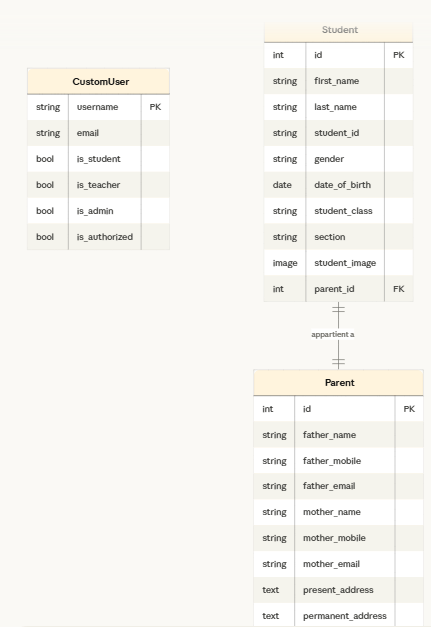 CustomUser
string username PK
string email
bool is_student
bool is_teacher
bool is_admin
bool is_authorized
Student
int id PK
string first_name
string last_name
string student_id
string gender
date date_of_birth
string student_class
string section
image student_image
int parent_id FK
appartient a
Parent
int id PK
string father_name
string father_mobile
string father_email
string mother_name
string mother_mobile
string mother_email
text present_address
text permanent_address